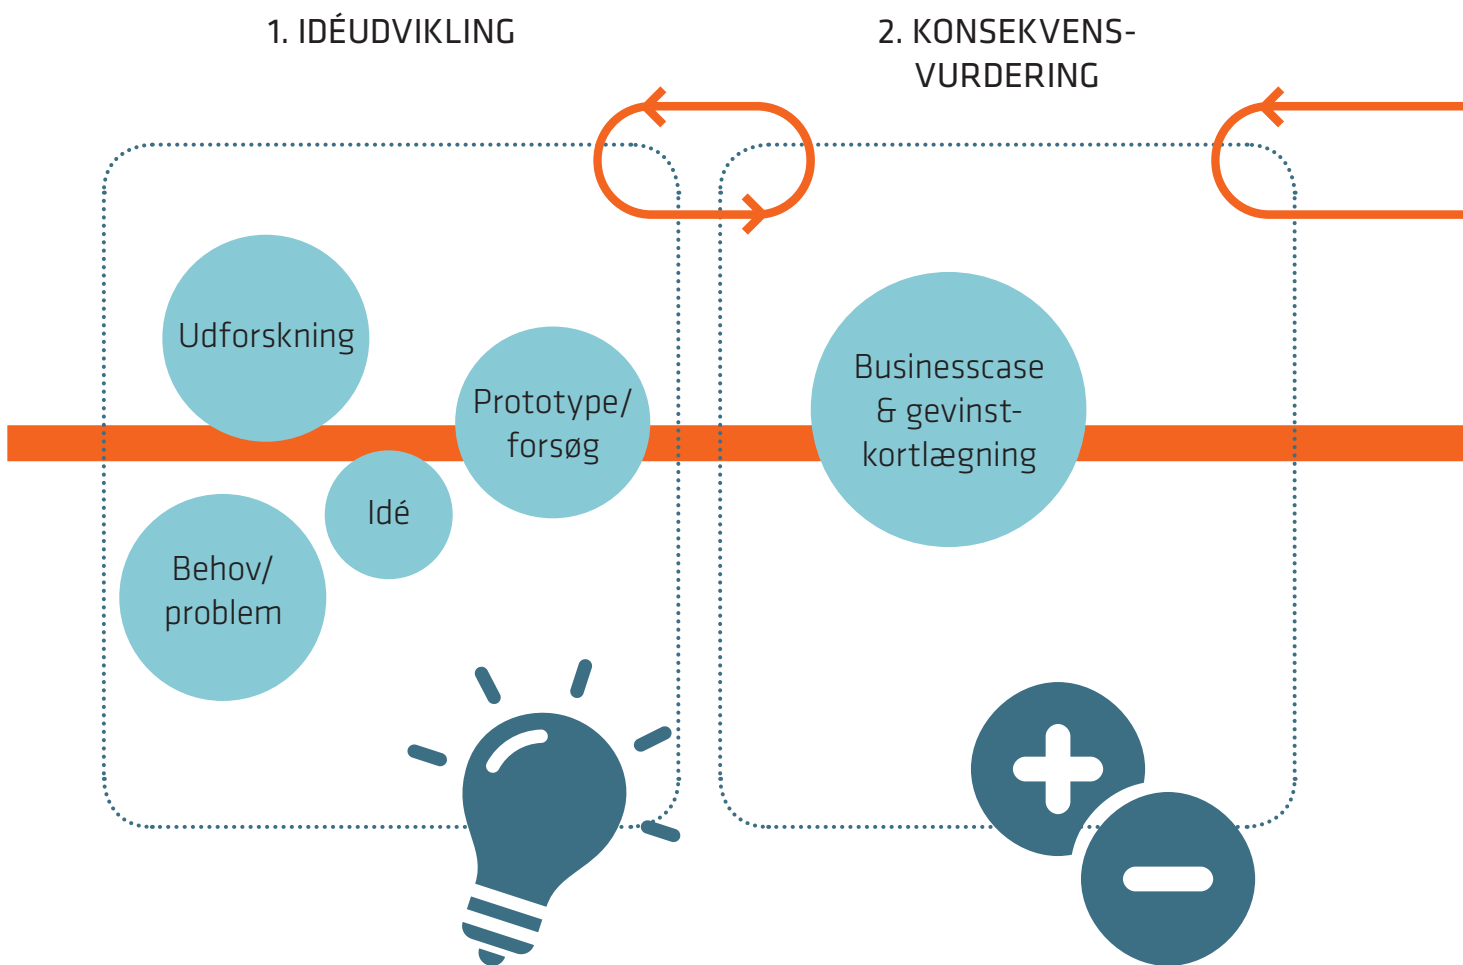 1. IDÉUDVIKLING
2. KONSEKVENS-
VURDERING
Udforskning
Prototype/
forsøg
Idé
Behov/
problem
Businesscase
& gevinst-
kortlægning